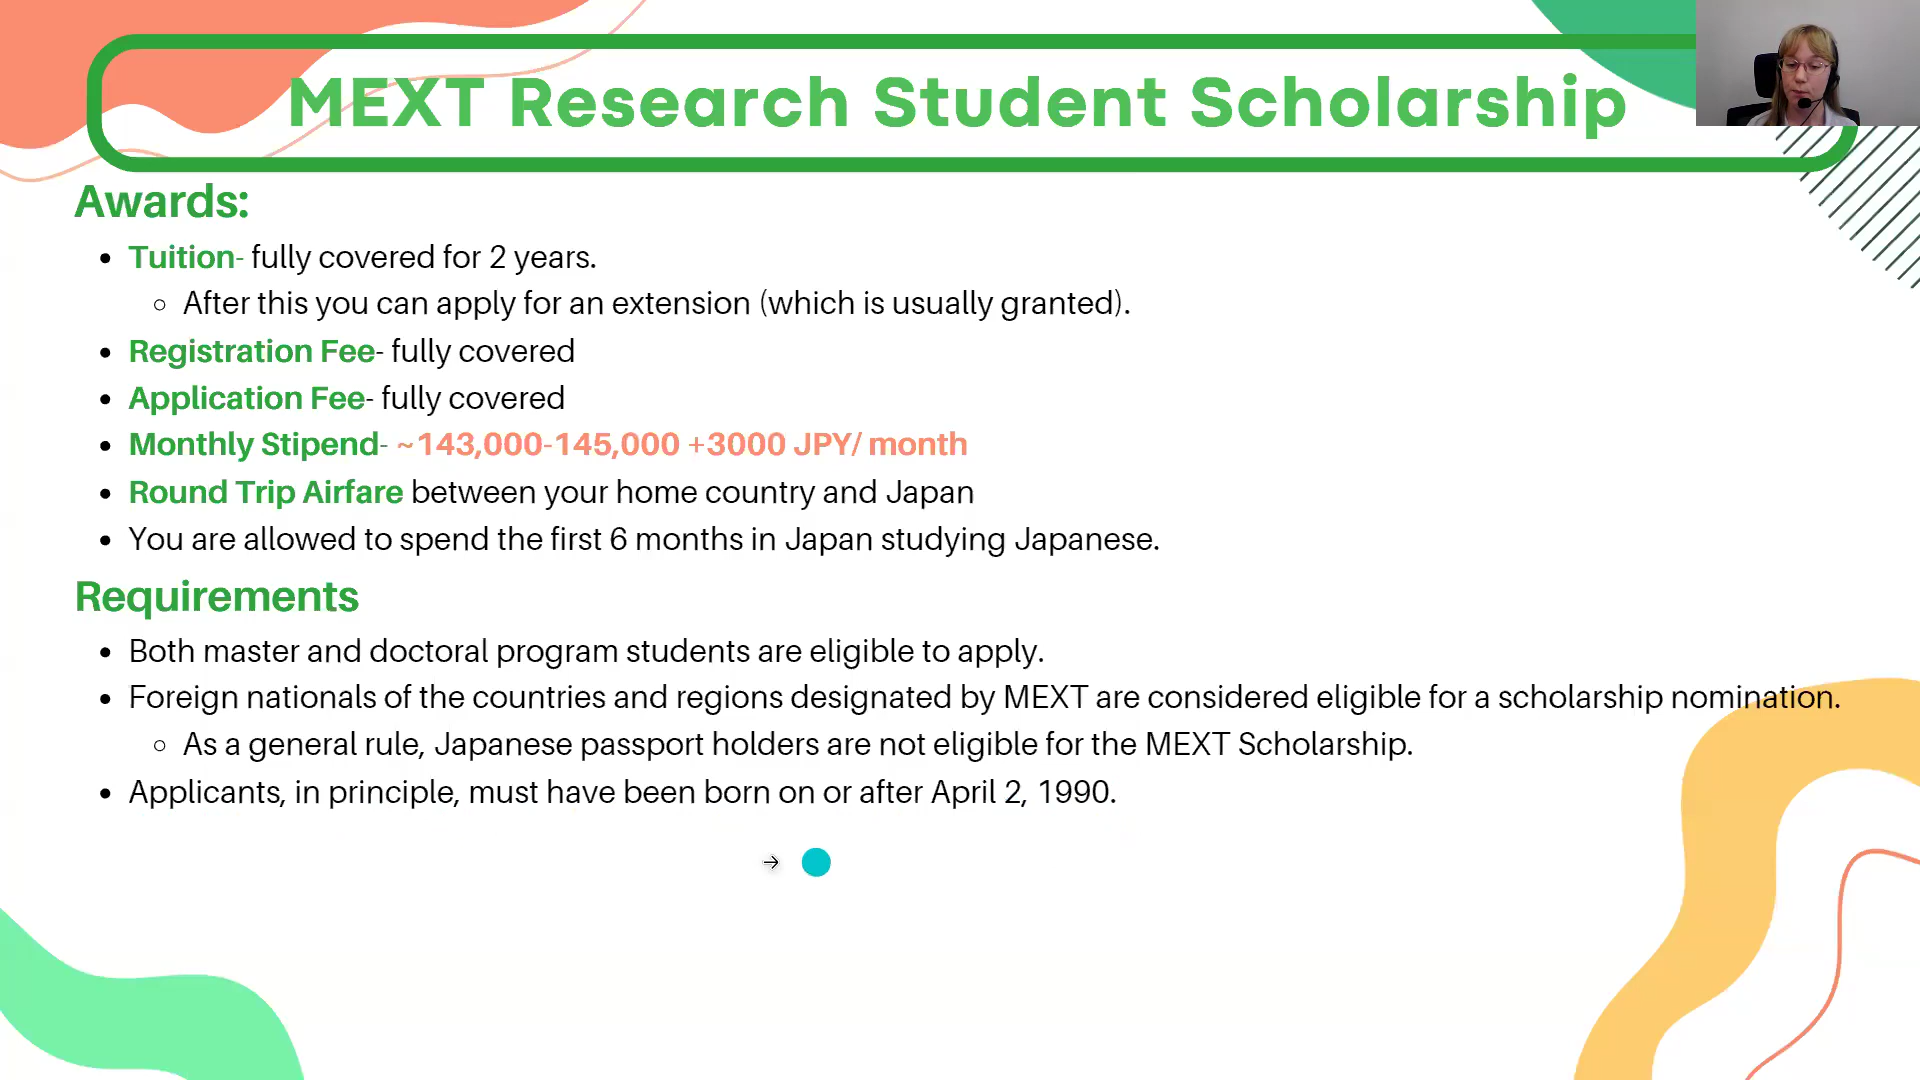 MEXT Research Student Scholarship
Awards:
• Tuition- fully covered for 2 years.
○ After this you can apply for an extension (which is usually granted).
• Registration Fee- fully covered
• Application Fee- fully covered
• Monthly Stipend- ~143,000-145,000 +3000 JPY/ month
• Round Trip Airfare between your home country and Japan
• You are allowed to spend the first 6 months in Japan studying Japanese.
Requirements
• Both master and doctoral program students are eligible to apply.
• Foreign nationals of the countries and regions designated by MEXT are considered eligible for a scholarship nomination.
○ As a general rule, Japanese passport holders are not eligible for the MEXT Scholarship.
• Applicants, in principle, must have been born on or after April 2, 1990.